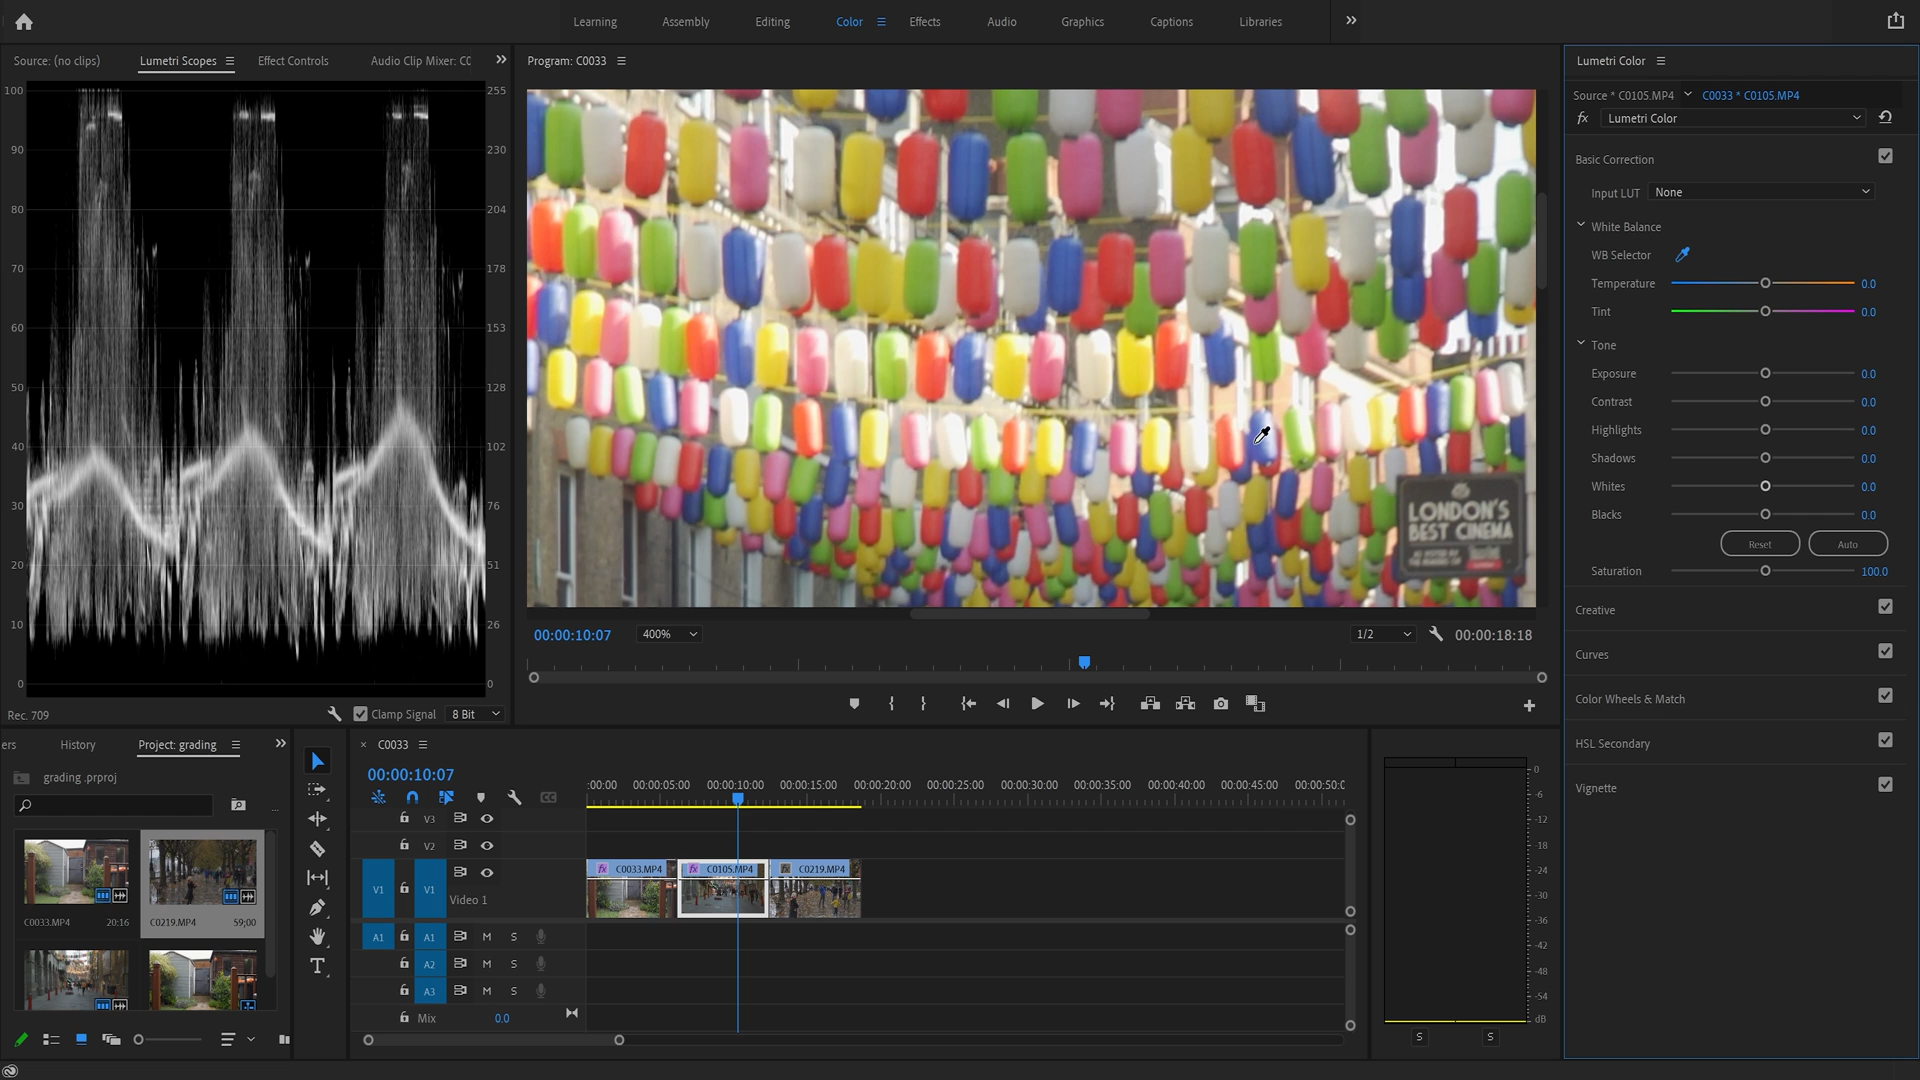 Learning
Assembly
Editing
Color
Effects
Audio
Graphics
Captions
Libraries
Source: (no clips)
Lumetri Scopes
Effect Controls
Audio Clip Mixer: CC
100
90
80
70
60
50
40
30
20
10
0
255
230
204
178
153
128
102
76
51
26
0
Rec. 709
Clamp Signal
8 Bit
Program: C0033
LONDON'S
BEST CINEMA
00:00:10:07
400%
1/2
00:00:18:18
Lumetri Color
Source * C0105.MP4
C0033 * C0105.MP4
fx
Lumetri Color
Basic Correction
Input LUT
None
White Balance
WB Selector
Temperature 0.0
Tint 0.0
Tone
Exposure 0.0
Contrast 0.0
Highlights 0.0
Shadows 0.0
Whites 0.0
Blacks 0.0
Reset
Auto
Saturation 100.0
Creative
Curves
Color Wheels & Match
HSL Secondary
Vignette
ers
History
Project: grading
grading .prproj
C0033.MP4 20:16
C0219.MP4 59;00
C0033
00:00:10:07
CC
:00:00
00:00:05:00
00:00:10:00
00:00:15:00
00:00:20:00
00:00:25:00
00:00:30:00
00:00:35:00
00:00:40:00
00:00:45:00
00:00:50:0
V3
V2
V1
V1
Video 1
fx C0033.MP4
fx C0105.MP4
fx C0219.MP4
A1
A1
M
S
A2
M
S
A3
M
S
Mix
0.0
0
-6
-12
-18
-24
-30
-36
-42
-48
-54
dB
S
S